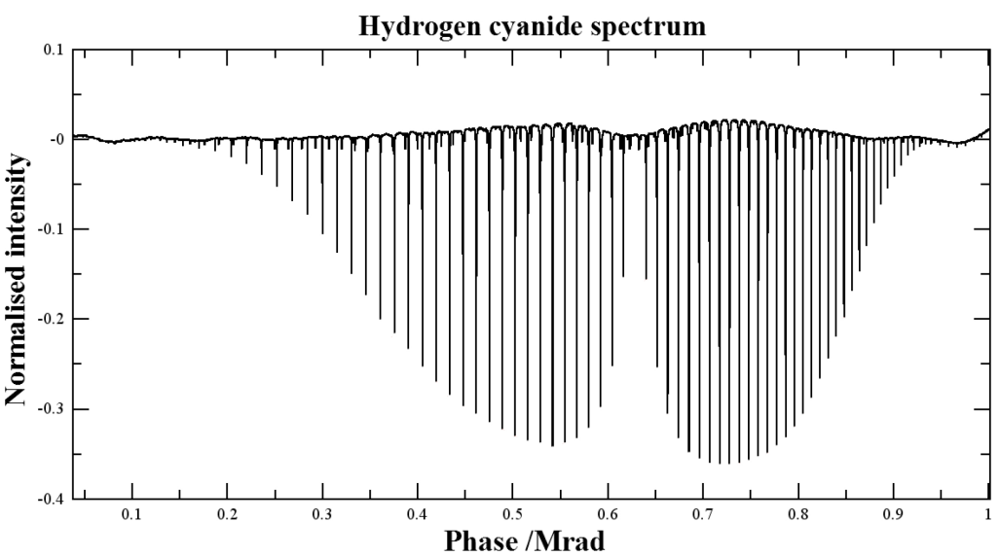 Hydrogen cyanide spectrum
Normalised intensity
0.1
-0
-0.1
-0.2
-0.3
-0.4
0.1 0.2 0.3 0.4 0.5 0.6 0.7 0.8 0.9 1
Phase /Mrad